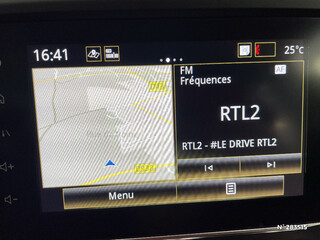 16:41
25°C
FM
AF
Fréquences
RTL2
RTL2 - #LE DRIVE RTL2
Menu
N°283515